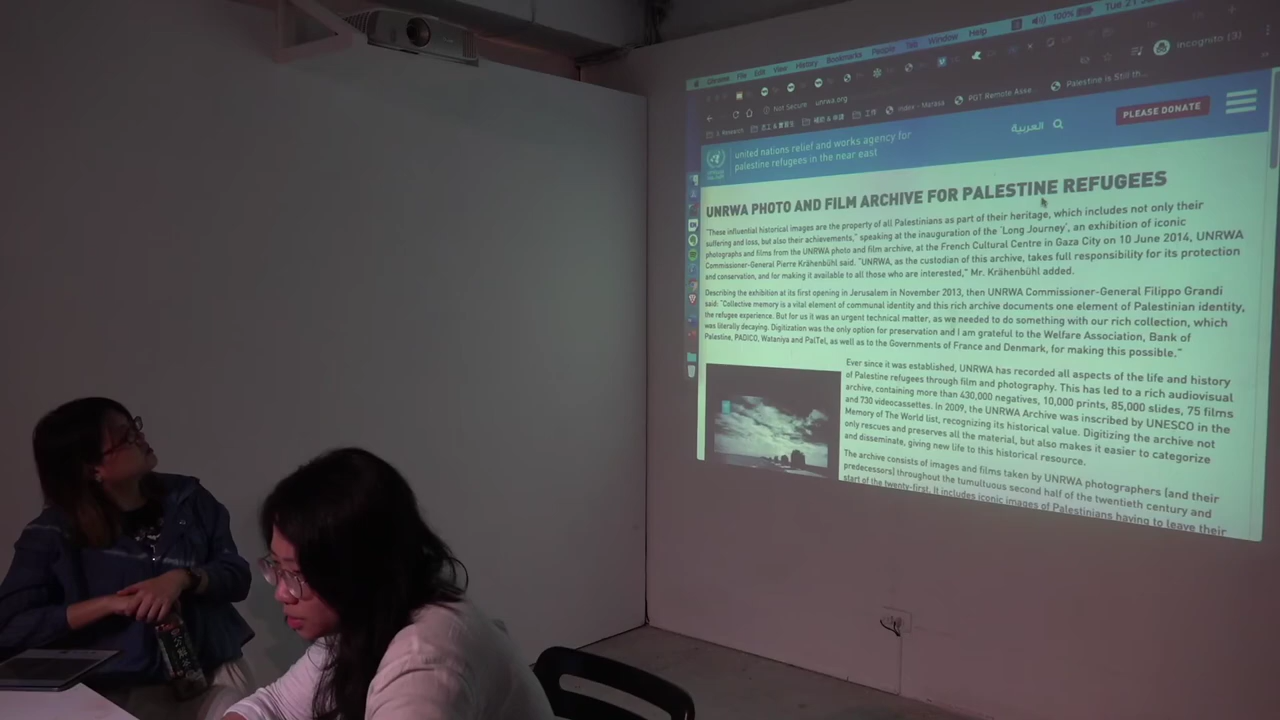 Chrome File Edit View History Bookmarks People Tab Window Help 100% Tue 21
Incognito (3)
Not Secure unrwa.org
index - Matasa PGT Remote Asse... Palestine is Still th...
united nations relief and works agency for
palestine refugees in the near east
العربية
PLEASE DONATE
UNRWA PHOTO AND FILM ARCHIVE FOR PALESTINE REFUGEES
"These influential historical images are the property of all Palestinians as part of their heritage, which includes not only their
suffering and loss, but also their achievements," speaking at the inauguration of the 'Long Journey', an exhibition of iconic
photographs and films from the UNRWA photo and film archive, at the French Cultural Centre in Gaza City on 10 June 2014, UNRWA
Commissioner-General Pierre Krähenbühl said. "UNRWA, as the custodian of this archive, takes full responsibility for its protection
and conservation, and for making it available to all those who are interested," Mr. Krähenbühl added.
Describing the exhibition at its first opening in Jerusalem in November 2013, then UNRWA Commissioner-General Filippo Grandi
said: "Collective memory is a vital element of communal identity and this rich archive documents one element of Palestinian identity,
the refugee experience. But for us it was an urgent technical matter, as we needed to do something with our rich collection, which
was literally decaying. Digitization was the only option for preservation and I am grateful to the Welfare Association, Bank of
Palestine, PADICO, Wataniya and PalTel, as well as to the Governments of France and Denmark, for making this possible."
Ever since it was established, UNRWA has recorded all aspects of the life and history
of Palestine refugees through film and photography. This has led to a rich audiovisual
archive, containing more than 430,000 negatives, 10,000 prints, 85,000 slides, 75 films
and 730 videocassettes. In 2009, the UNRWA Archive was inscribed by UNESCO in the
Memory of The World list, recognizing its historical value. Digitizing the archive not
only rescues and preserves all the material, but also makes it easier to categorize
and disseminate, giving new life to this historical resource.
The archive consists of images and films taken by UNRWA photographers (and their
predecessors) throughout the tumultuous second half of the twentieth century and
start of the twenty-first. It includes iconic images of Palestinians having to leave their